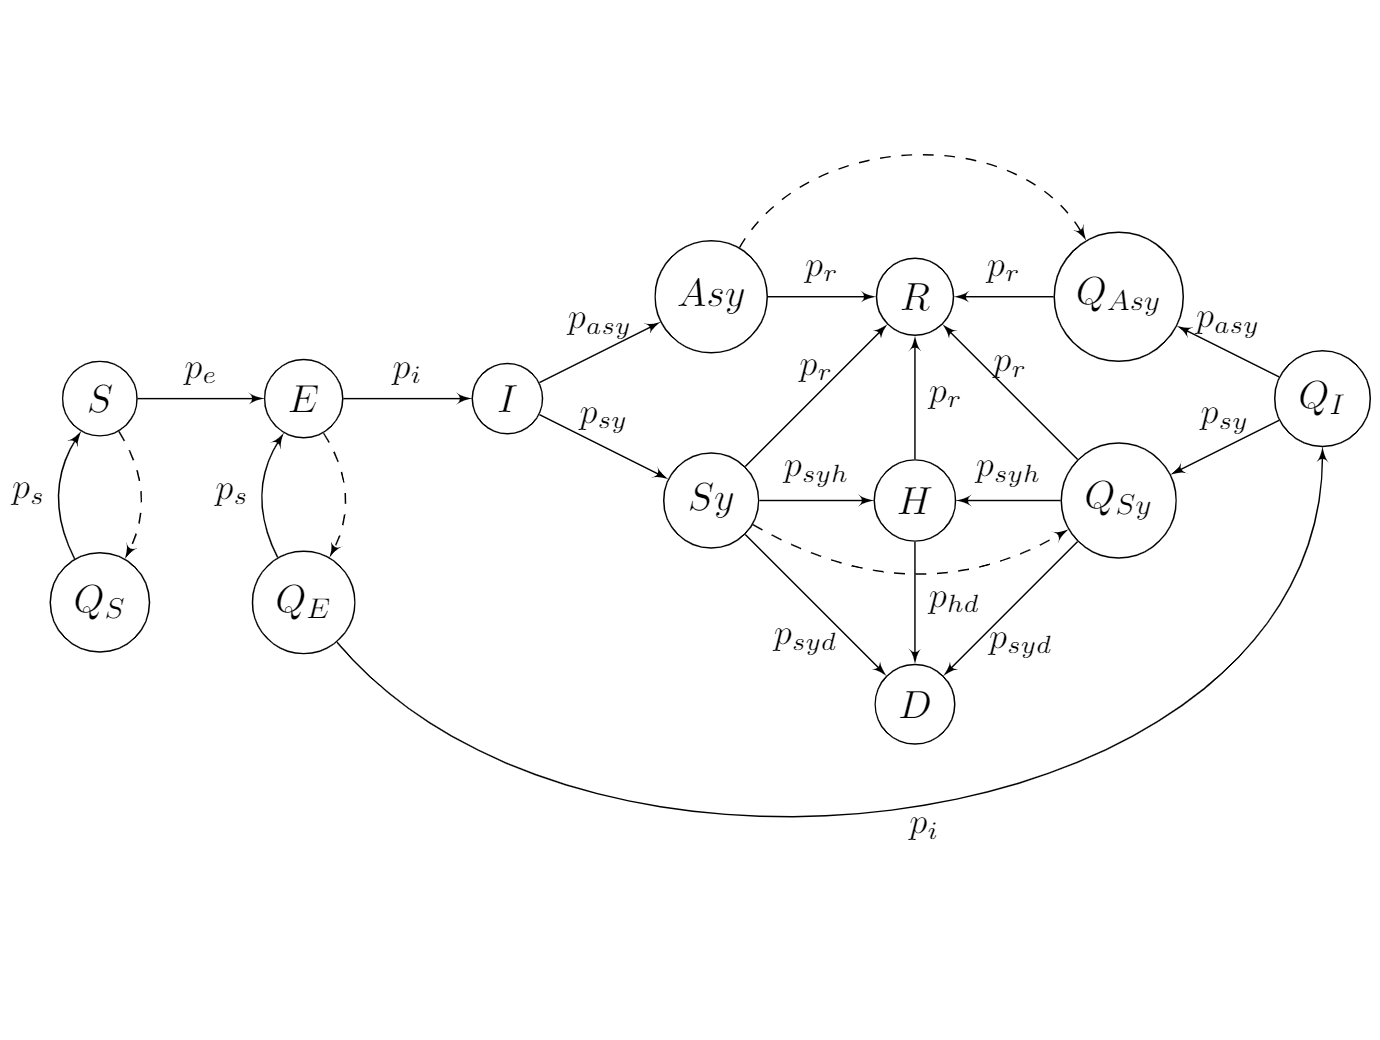 p_r
p_r
Asy
R
Q_{Asy}
p_{asy}
p_{asy}
p_e
p_i
p_r
p_r
p_r
S
E
I
Q_I
p_{sy}
p_{sy}
p_{syh}
p_{syh}
p_s
p_s
Sy
H
Q_{Sy}
Q_S
Q_E
p_{hd}
p_{syd}
p_{syd}
D
p_i